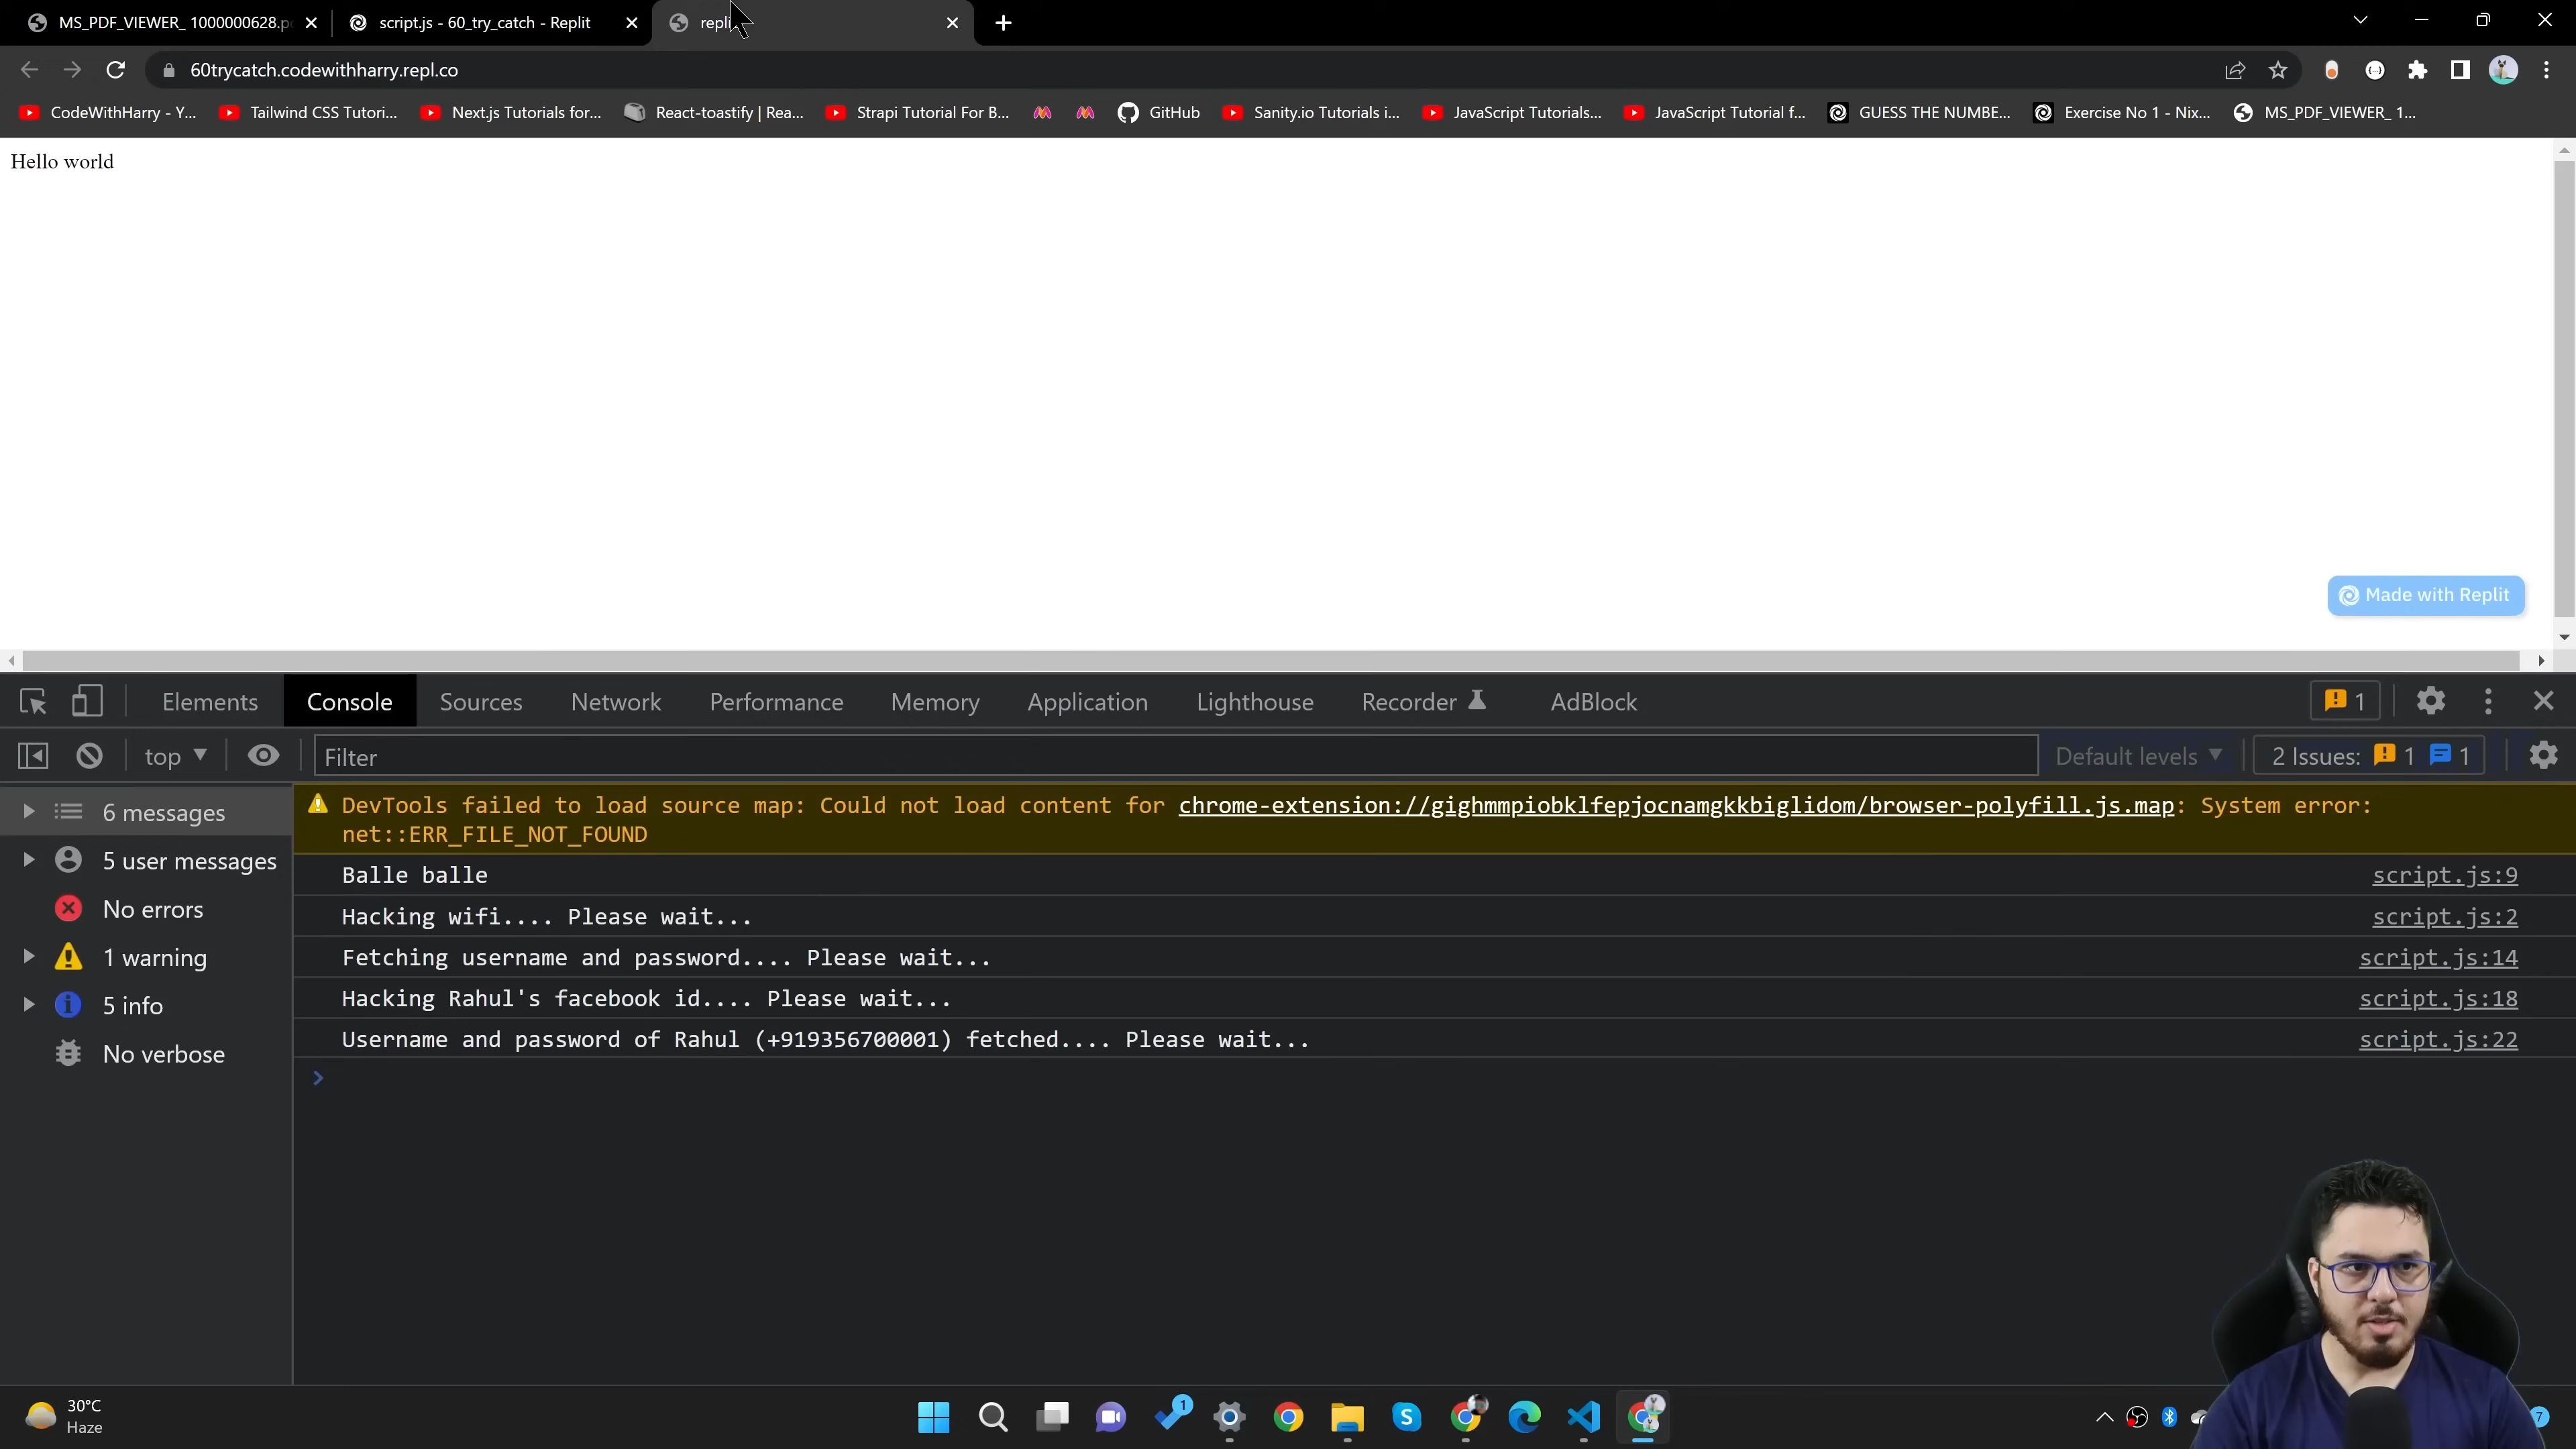 MS_PDF_VIEWER_ 1000000628.p
script.js - 60_try_catch - Replit
repli
60trycatch.codewithharry.repl.co
CodeWithHarry - Y...
Tailwind CSS Tutori...
Next.js Tutorials for...
React-toastify | Rea...
Strapi Tutorial For B...
GitHub
Sanity.io Tutorials i...
JavaScript Tutorials...
JavaScript Tutorial f...
GUESS THE NUMBE...
Exercise No 1 - Nix...
MS_PDF_VIEWER_ 1...
Hello world
Made with Replit
Elements
Console
Sources
Network
Performance
Memory
Application
Lighthouse
Recorder
AdBlock
1
top
Filter
Default levels
2 Issues: 1 1
6 messages
5 user messages
No errors
1 warning
5 info
No verbose
DevTools failed to load source map: Could not load content for chrome-extension://gighmmpiobklfepjocnamgkkbiglidom/browser-polyfill.js.map: System error:
net::ERR_FILE_NOT_FOUND
Balle balle script.js:9
Hacking wifi.... Please wait... script.js:2
Fetching username and password.... Please wait... script.js:14
Hacking Rahul's facebook id.... Please wait... script.js:18
Username and password of Rahul (+919356700001) fetched.... Please wait... script.js:22
30°C
Haze
1
7